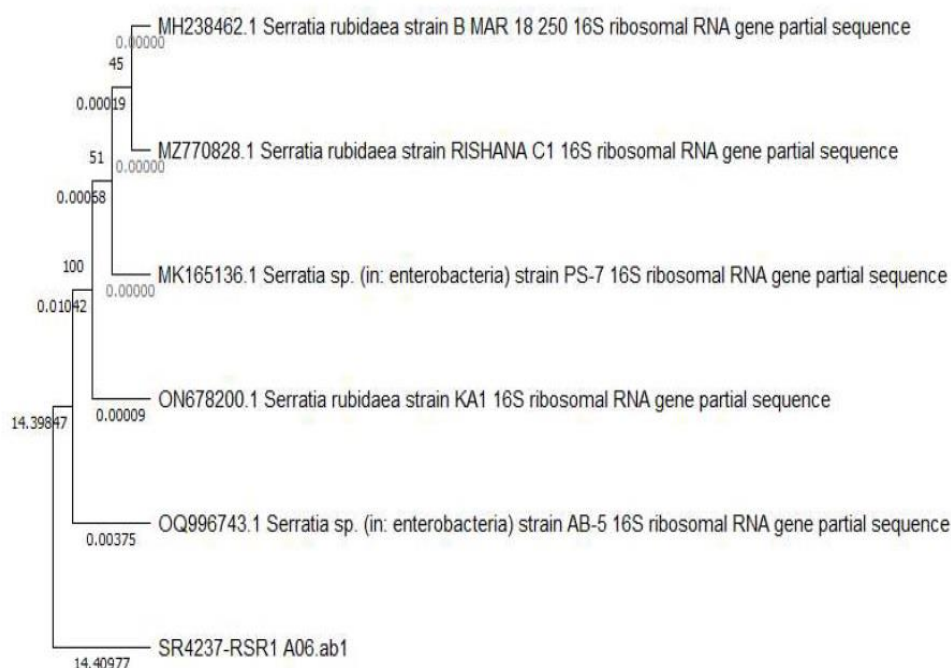 MH238462.1 Serratia rubidaea strain B MAR 18 250 16S ribosomal RNA gene partial sequence
0.00000
45
0.00019
MZ770828.1 Serratia rubidaea strain RISHANA C1 16S ribosomal RNA gene partial sequence
51
0.00000
0.00068
100
MK165136.1 Serratia sp. (in: enterobacteria) strain PS-7 16S ribosomal RNA gene partial sequence
0.00000
0.01042
ON678200.1 Serratia rubidaea strain KA1 16S ribosomal RNA gene partial sequence
0.00009
14.39847
OQ996743.1 Serratia sp. (in: enterobacteria) strain AB-5 16S ribosomal RNA gene partial sequence
0.00375
SR4237-RSR1 A06.ab1
14.40977